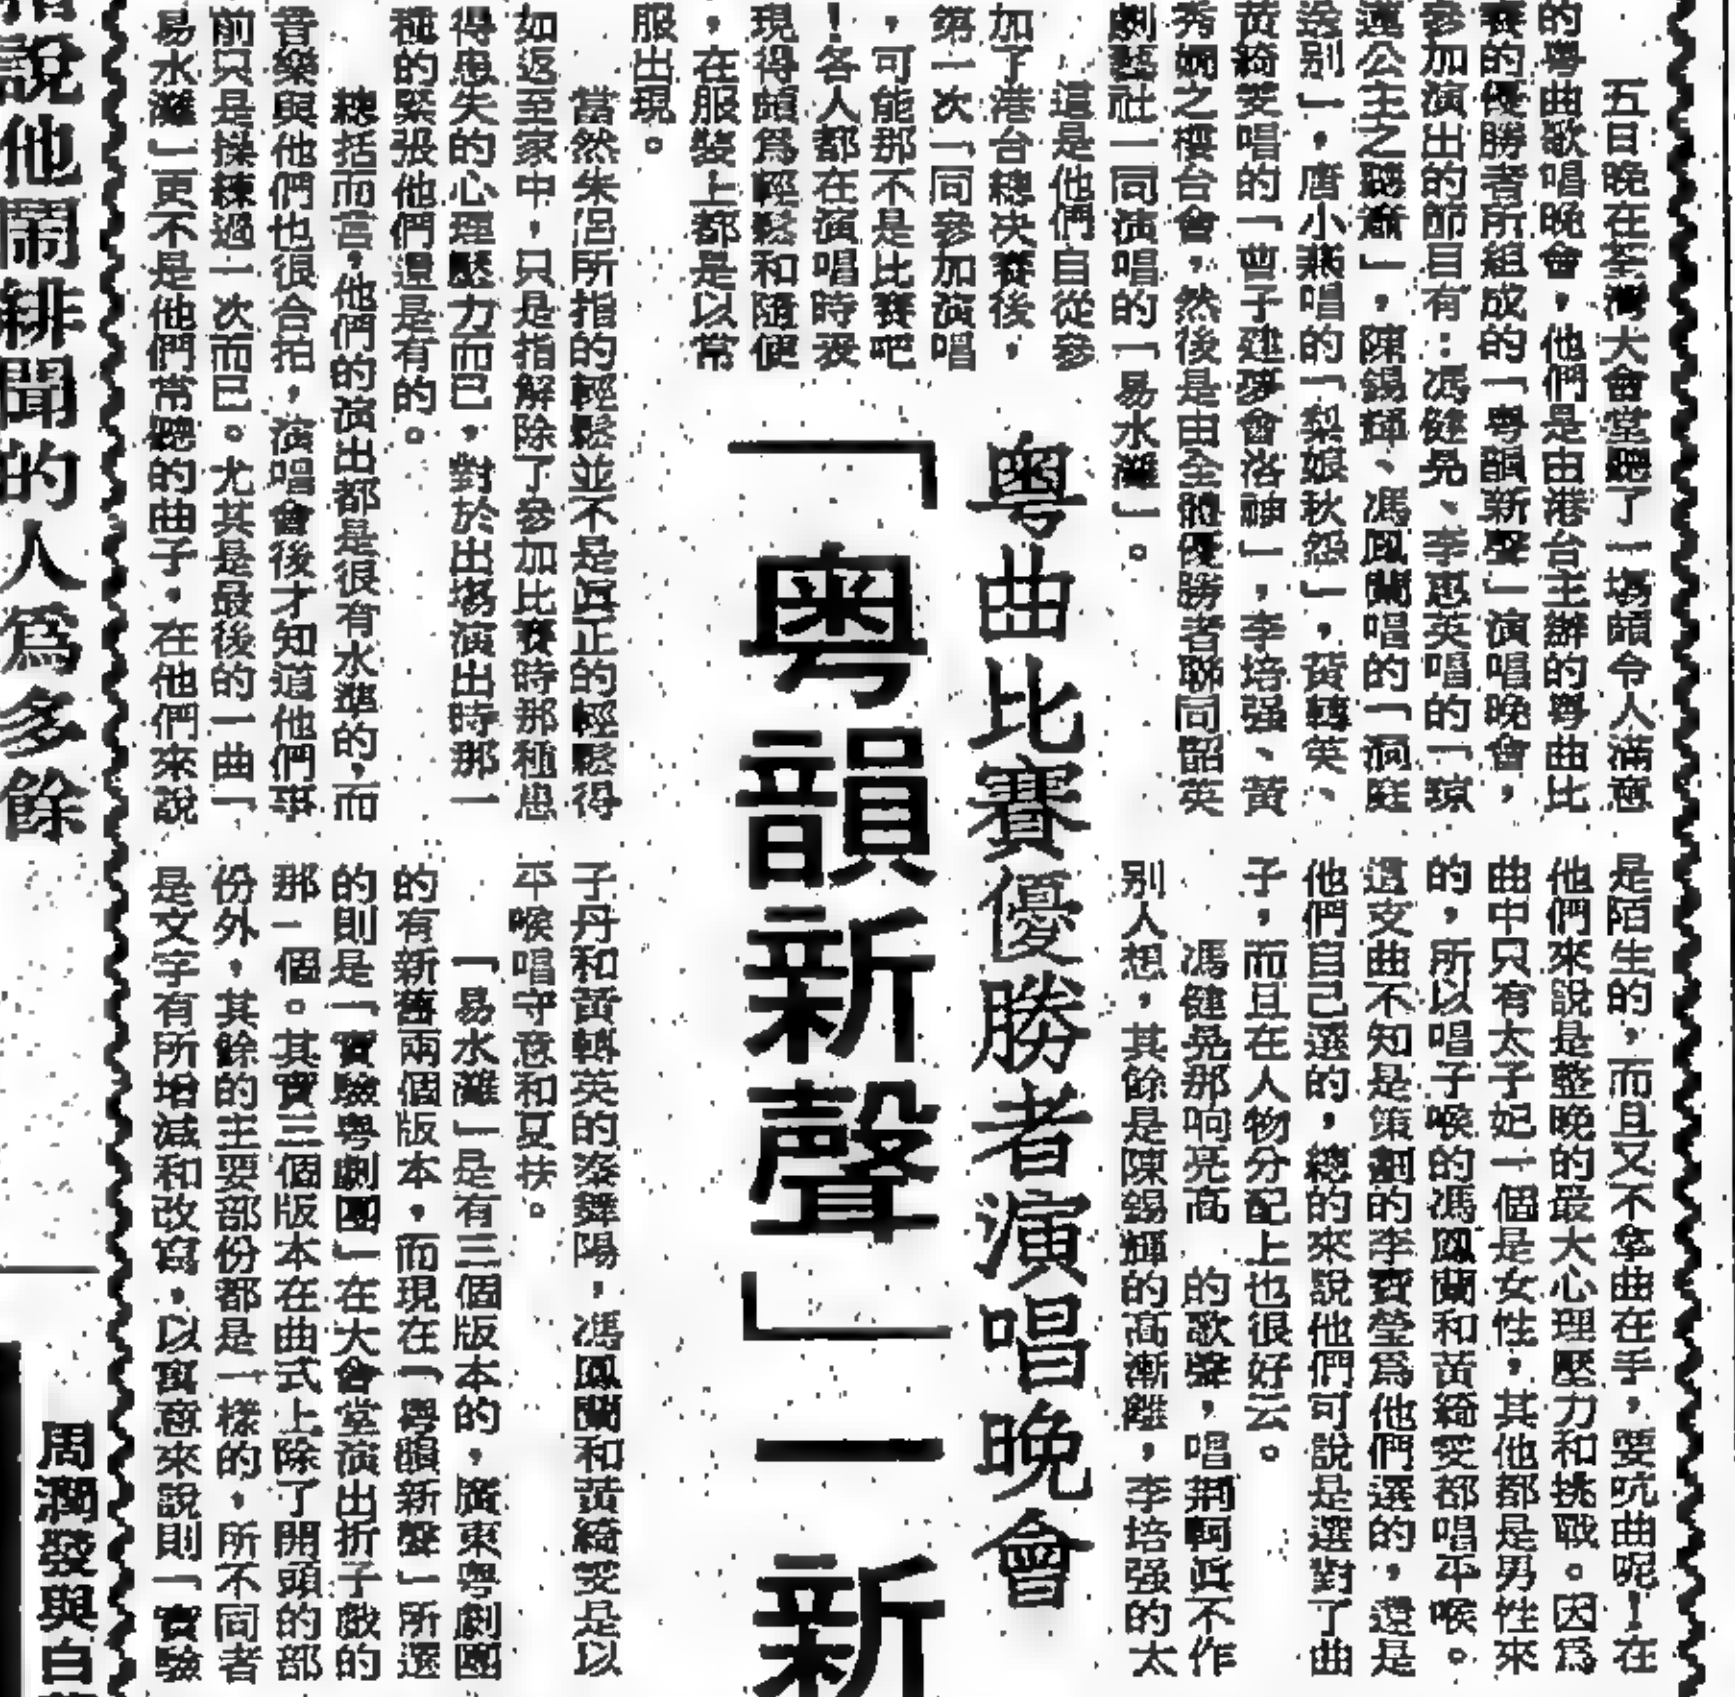 粤曲比賽優勝者演唱晚會
「粤韻新聲」一新
五日晚在荃灣大會堂聽了一場頗令人滿意
的粤曲歌唱晚會，他們是由港台主辦的粤曲比
賽的優勝者所組成的「粤韻新聲」演唱晚會，
參加演出的節目有：馮健晃、李惠英唱的「琼
蓮公主之聽齋」，陳錫輝、馮鳳蘭唱的「洞庭
送别」，唐小燕唱的「梨娘秋怨」，黃轉英、
黃綺雯唱的「曹子建夢會洛神」，李培强、黃
秀嫻之樓台會，然後是由全體優勝者聯同韶英
劇藝社一同演唱的「易水灕」。
這是他們自從參
加了港台總决賽後，
第一次一同參加演唱
，可能那不是比賽吧
！各人都在演唱時表
現得頗爲輕鬆和隨便
，在服裝上都是以常
服出現。
當然朱呂所指的輕鬆並不是眞正的輕鬆得
如返至家中，只是指解除了參加比賽時那種患
得患失的心理壓力而已，對於出塲演出時那一
種的緊張他們還是有的。
總括而言，他們的演出都是很有水準的，而
音樂與他們也很合拍，演唱會後才知道他們事
前只是操練過一次而已。尤其是最後的一曲「
易水灕」更不是他們常聽的曲子，在他們來說
是陌生的，而且又不拿曲在手，要吭曲呢！在
他們來說是整晚的最大心理壓力和挑戰。因爲
曲中只有太子妃一個是女性，其他都是男性來
的，所以唱子喉的馮鳳蘭和黃綺雯都唱平喉。
這支曲不知是策劃的李寶瑩爲他們選的，還是
他們自己選的，總的來說他們可說是選對了曲
子，而且在人物分配上也很好云。
馮健晃那响亮高　的歌聲，唱荆軻眞不作
别人想，其餘是陳錫輝的高漸離，李培强的太
子丹和黃轉英的秦舞陽，馮鳳蘭和黃綺雯是以
平喉唱守意和夏扶。
「易水灕」是有三個版本的，廣東粤劇團
的有新舊兩個版本，而現在「粤韻新聲」所選
的則是「實驗粤劇團」在大會堂演出折子戲的
那一個。其實三個版本在曲式上除了開頭的部
份外，其餘的主要部份都是一樣的，所不同者
是文字有所增減和改寫，以寓意來說則「實驗
說他鬧緋聞的人爲多餘
周潤發與白